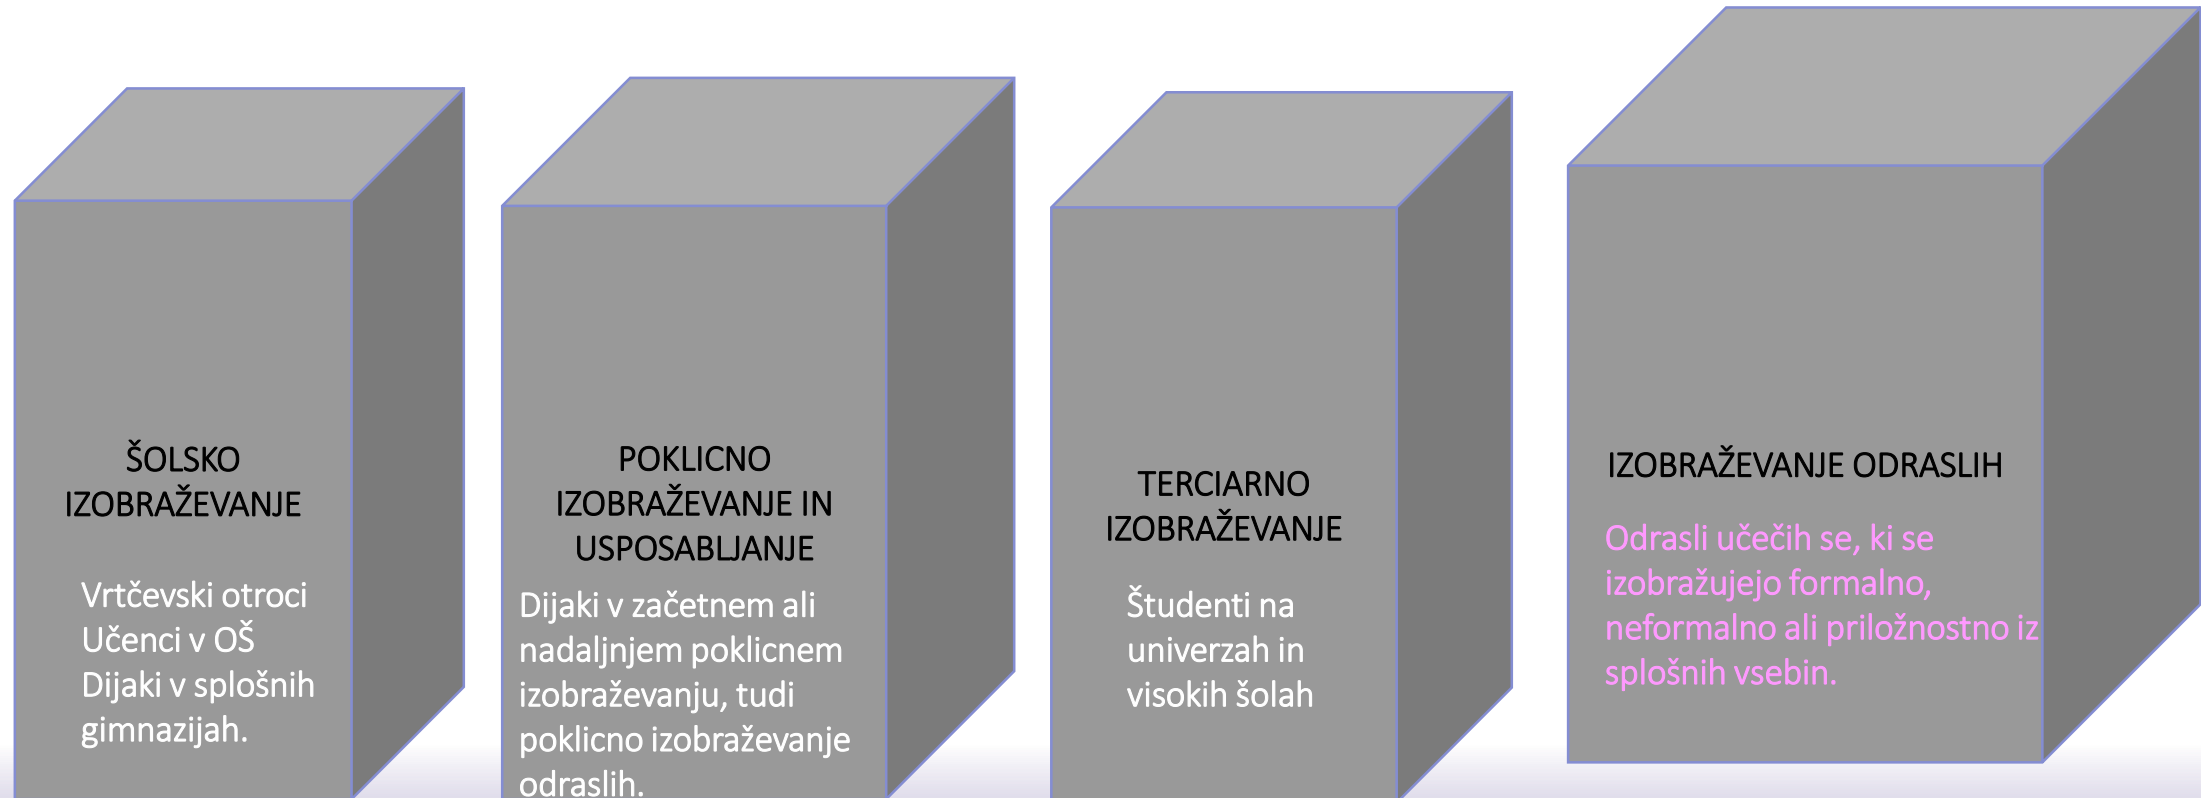 ŠOLSKO
IZOBRAŽEVANJE
Vrtčevski otroci
Učenci v OŠ
Dijaki v splošnih
gimnazijah.
POKLICNO
IZOBRAŽEVANJE IN
USPOSABLJANJE
Dijaki v začetnem ali
nadaljnjem poklicnem
izobraževanju, tudi
poklicno izobraževanje
odraslih.
TERCIARNO
IZOBRAŽEVANJE
Študenti na
univerzah in
visokih šolah
IZOBRAŽEVANJE ODRASLIH
Odrasli učečih se, ki se
izobražujejo formalno,
neformalno ali priložnostno iz
splošnih vsebin.